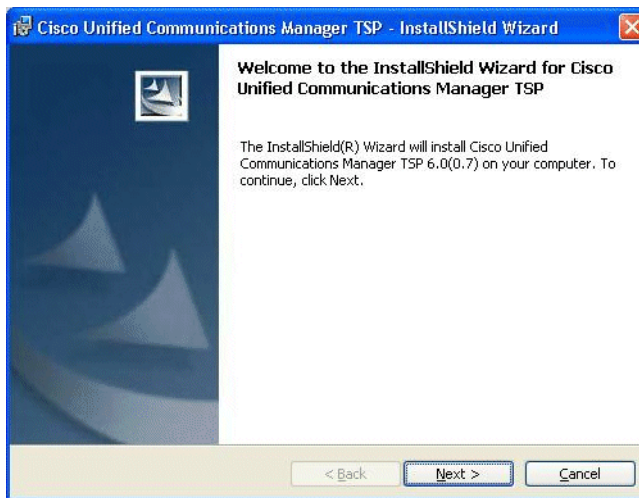 Cisco Unified Communications Manager TSP - InstallShield Wizard
Welcome to the InstallShield Wizard for Cisco
Unified Communications Manager TSP
The InstallShield(R) Wizard will install Cisco Unified
Communications Manager TSP 6.0(0.7) on your computer. To
continue, click Next.
< Back
Next >
Cancel